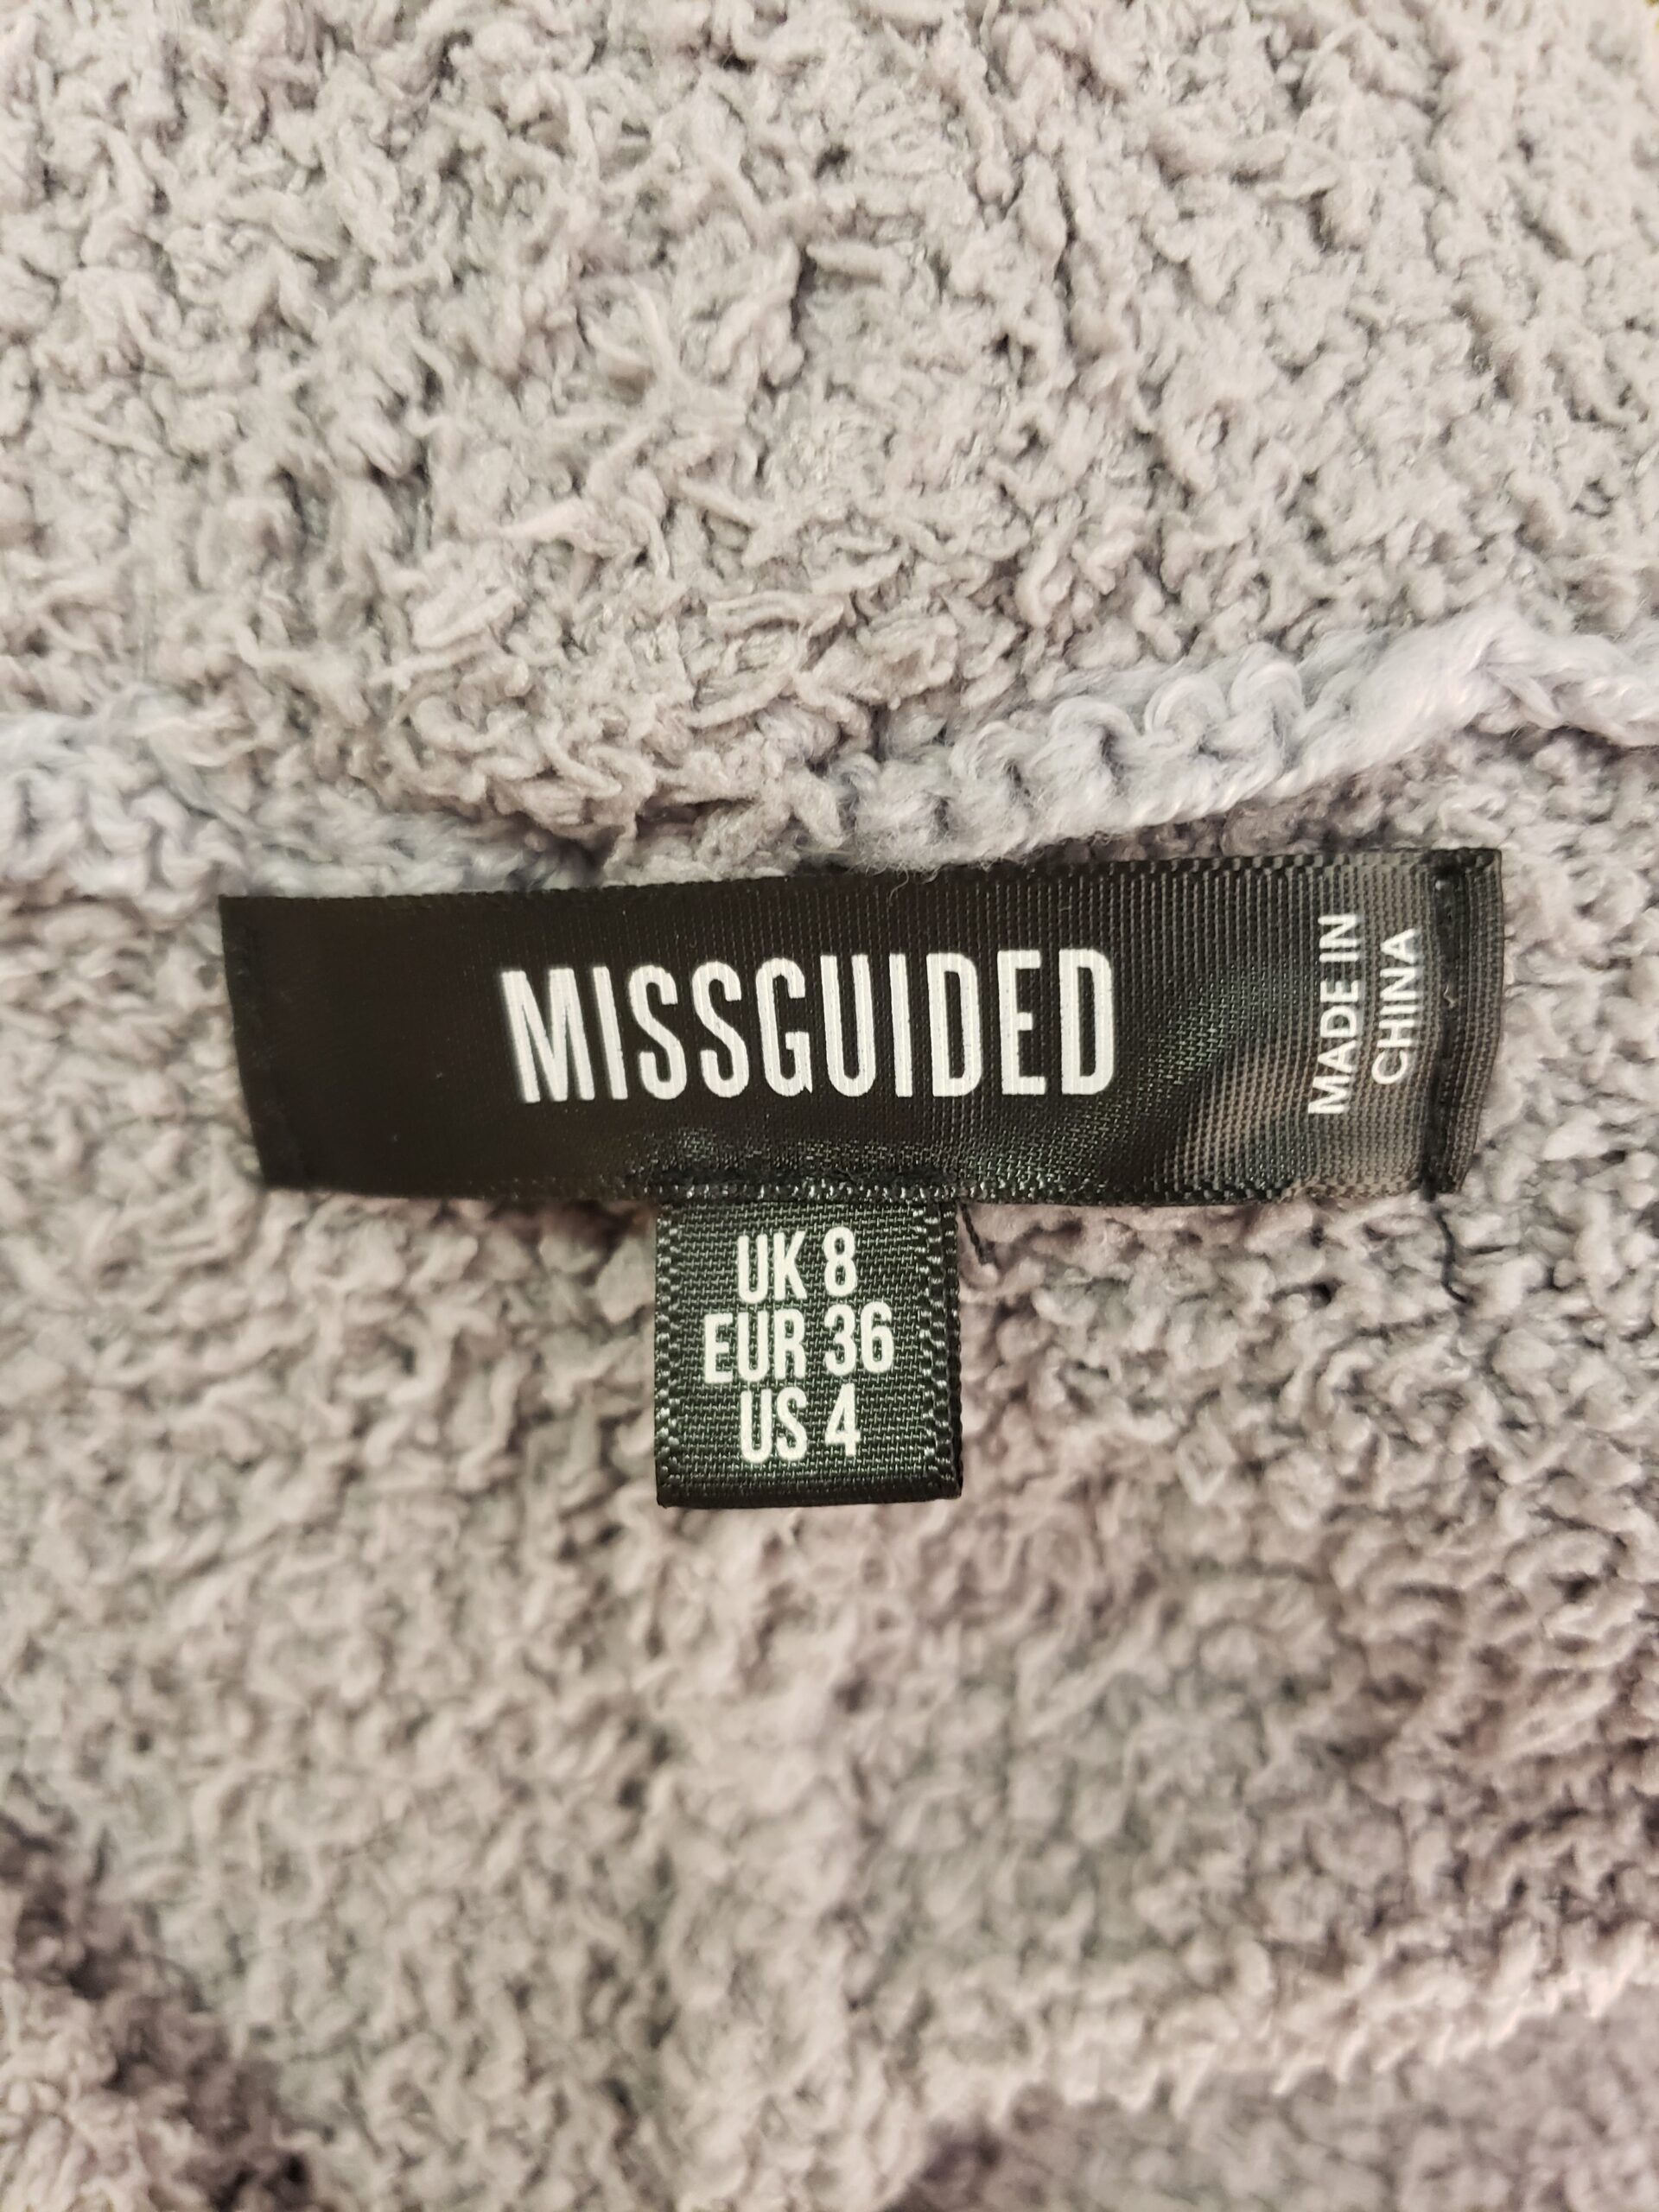 MISSGUIDED
MADE IN
CHINA
UK 8
EUR 36
US 4